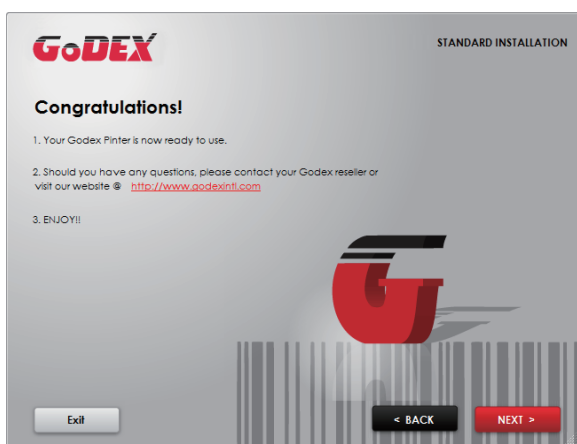 GoDEX
STANDARD INSTALLATION
Congratulations!
1. Your Godex Pinter is now ready to use.
2. Should you have any questions, please contact your Godex reseller or
visit our website @ http://www.godexintl.com
3. ENJOY!!
Exit
< BACK
NEXT >